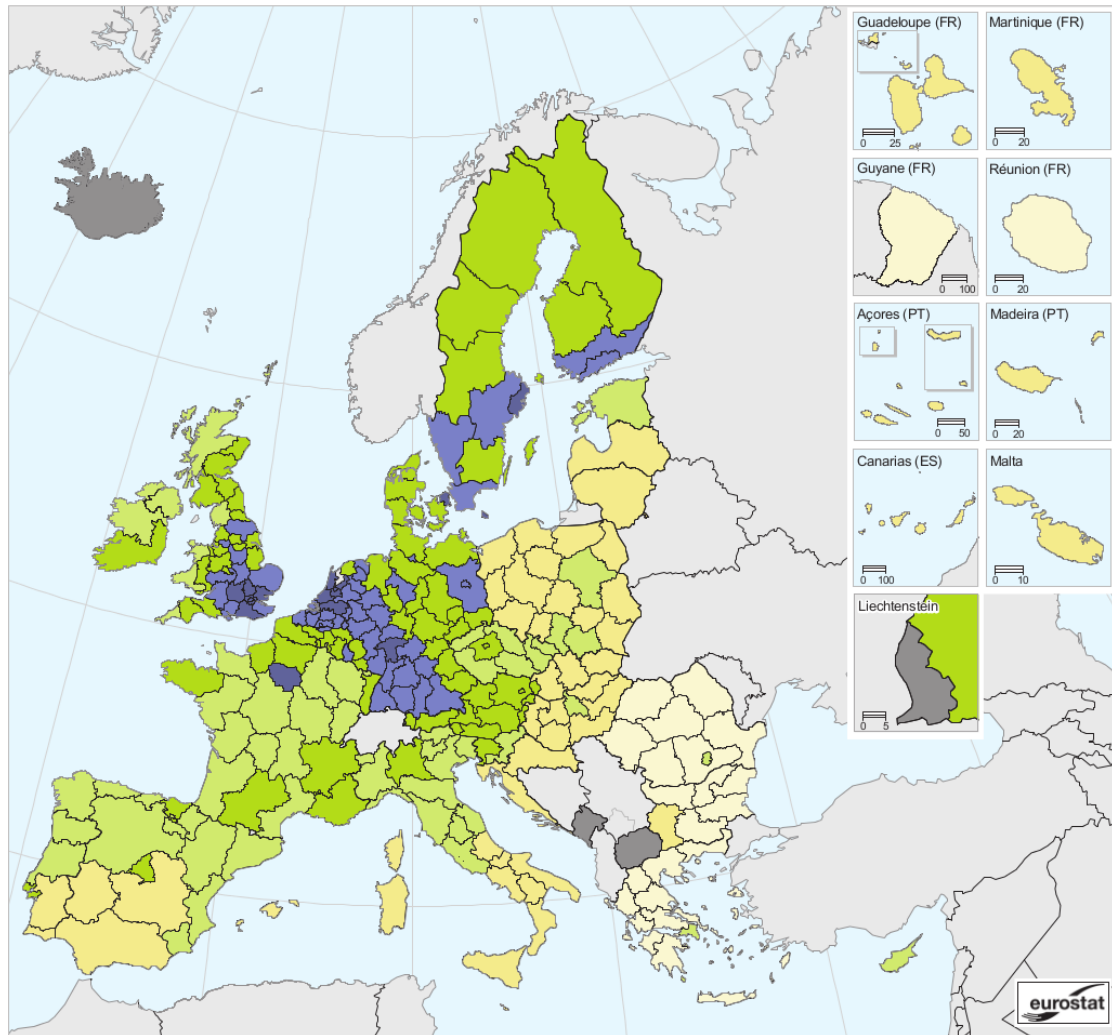 Guadeloupe (FR)
0 25
Martinique (FR)
0 20
Guyane (FR)
0 100
Réunion (FR)
0 20
Açores (PT)
0 50
Madeira (PT)
0 20
Canarias (ES)
0 100
Malta
0 10
Liechtenstein
0 5
eurostat